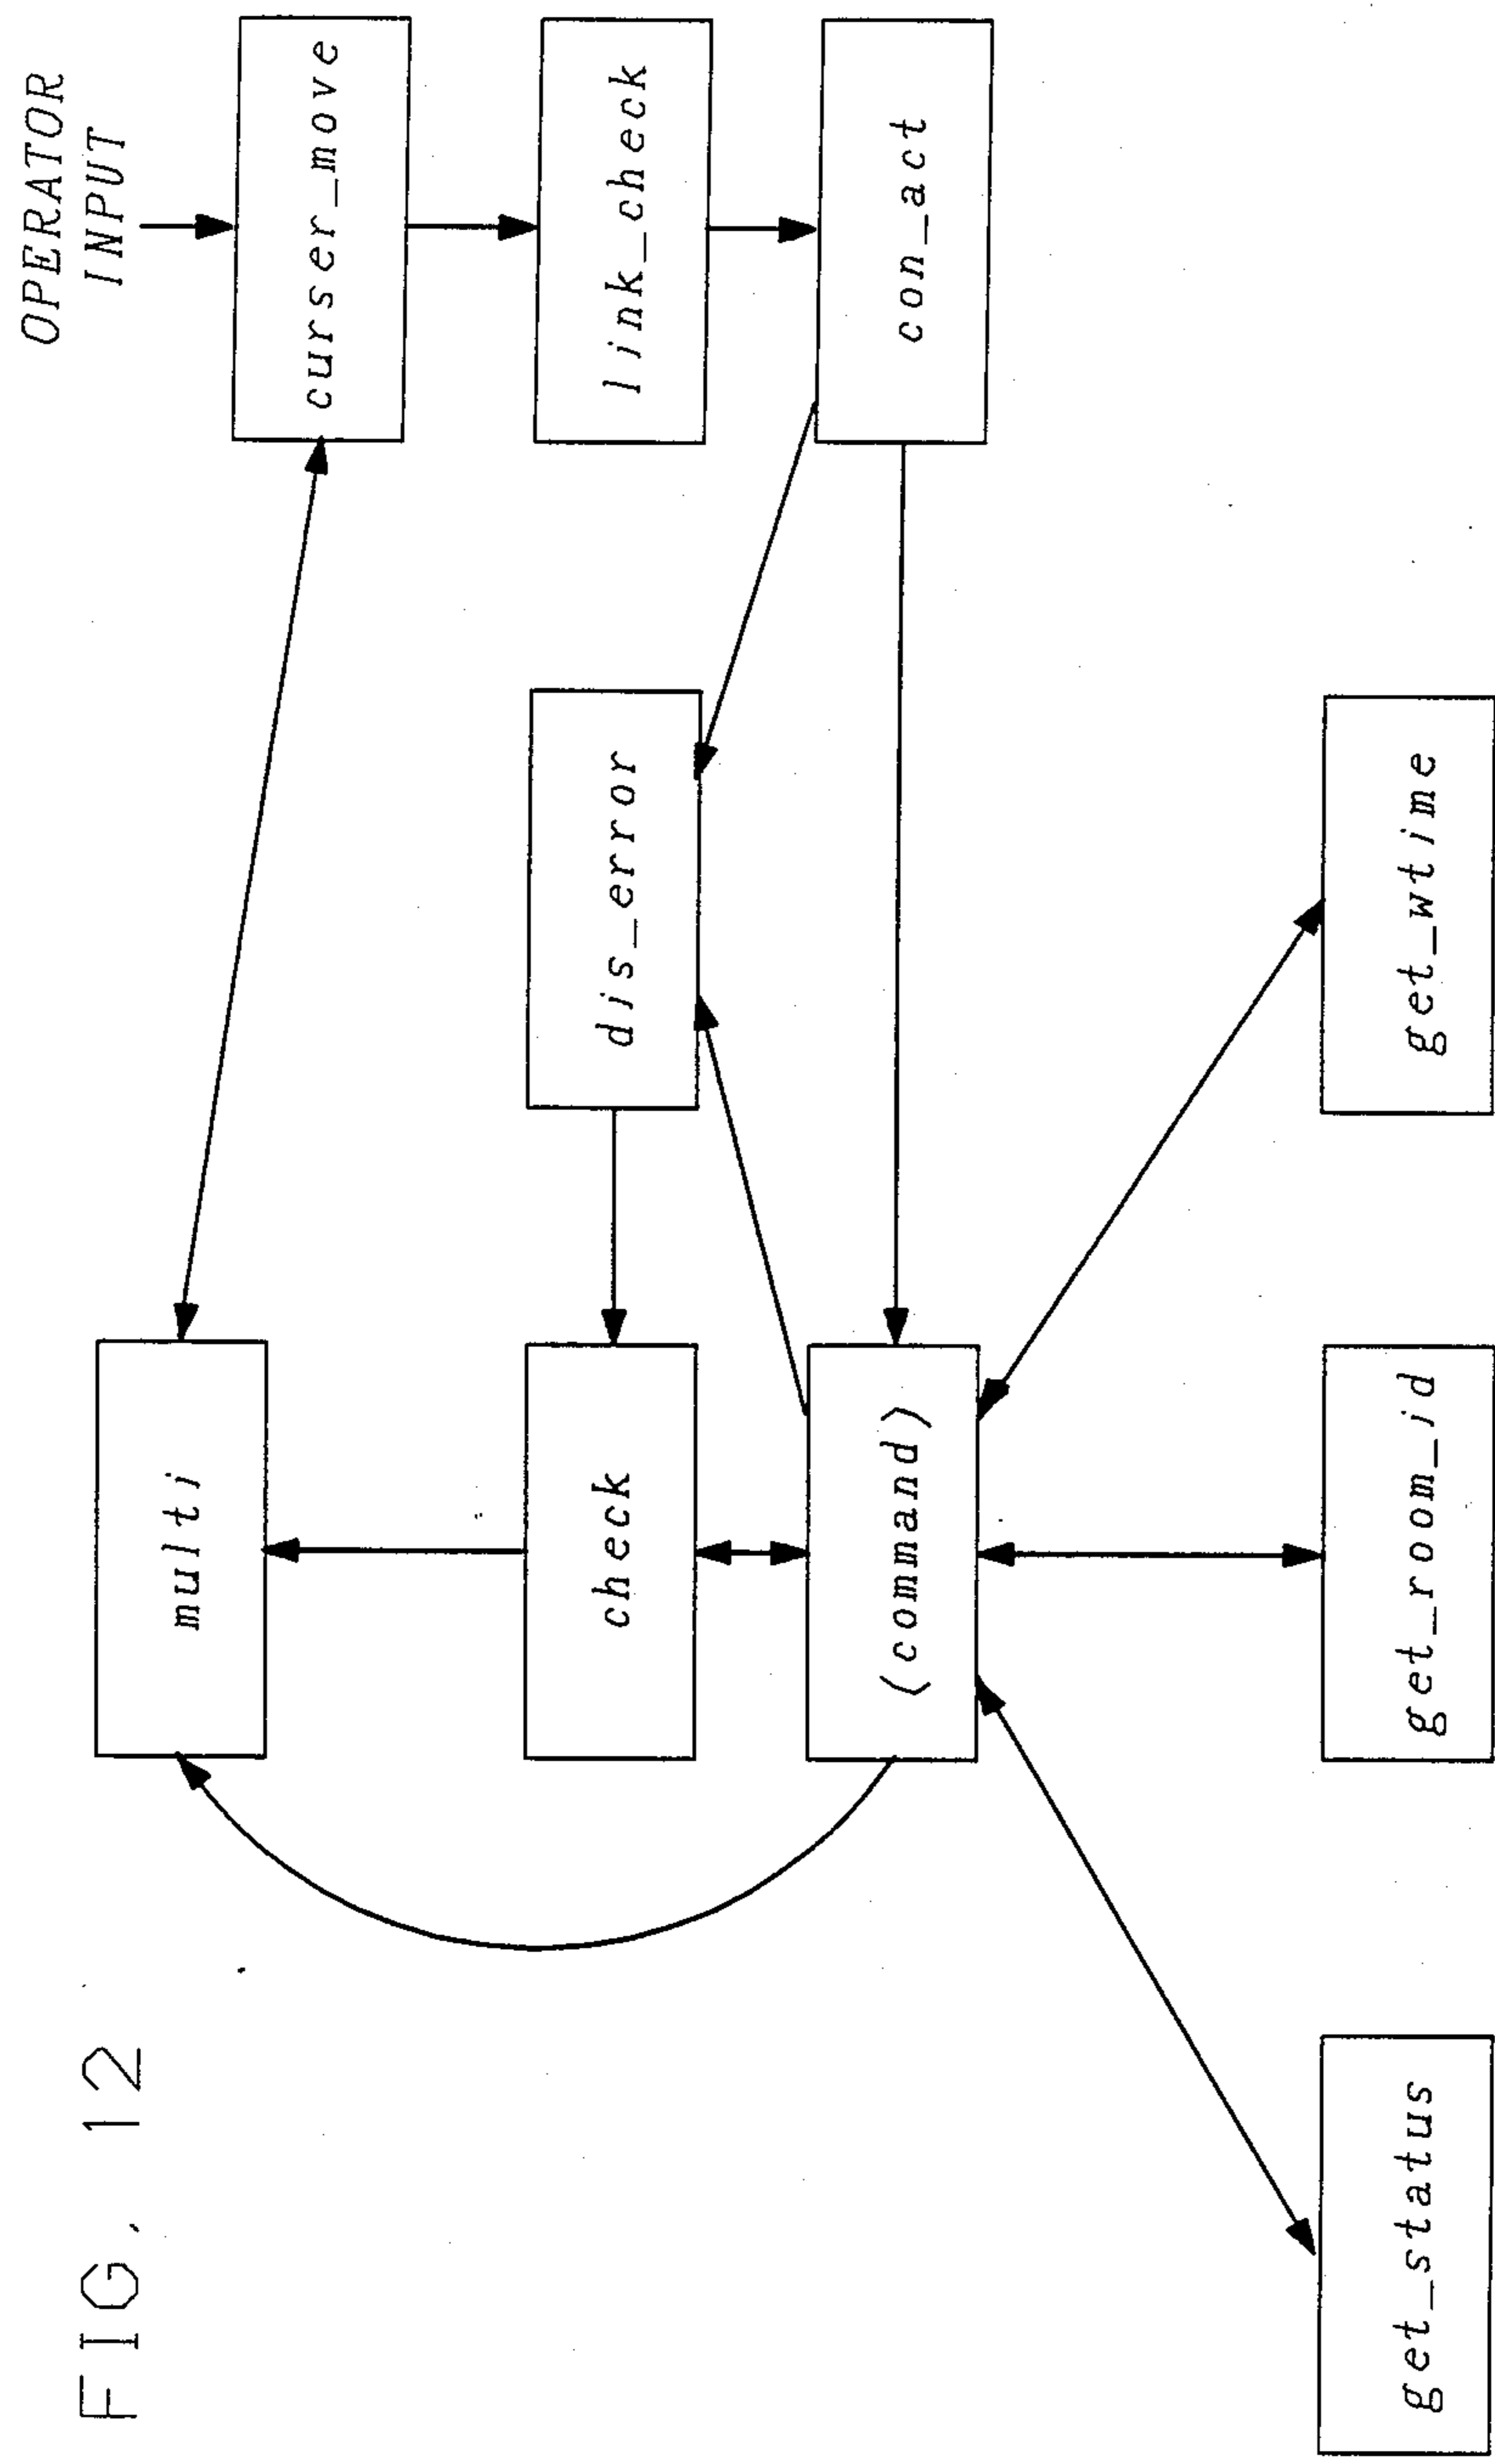 FIG. 12
OPERATOR
INPUT
multi
curser_move
check
dis_error
link_check
(command)
con_act
get_status
get_room_id
get_wtime